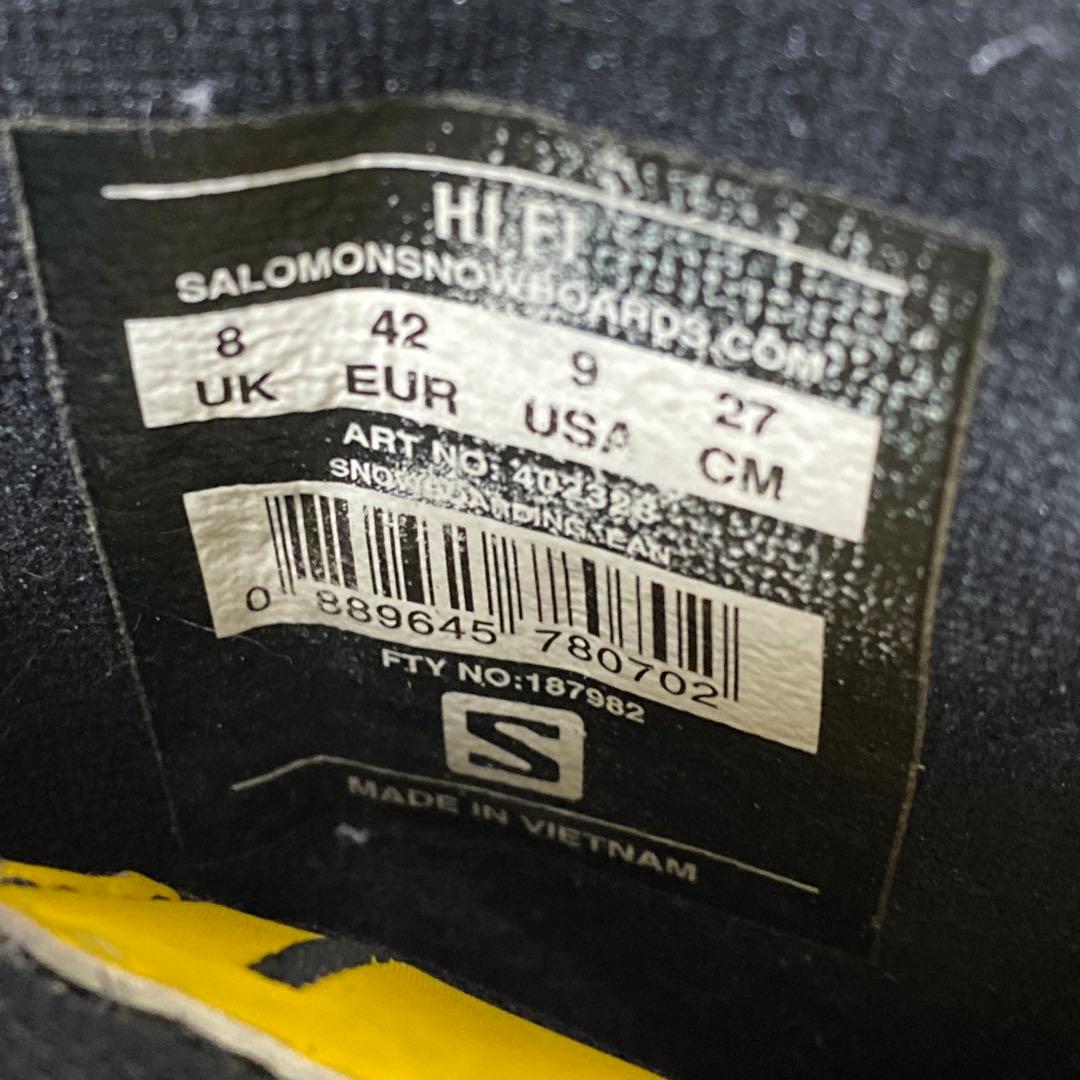 HI FI
SALOMONSNOWBOARDS.COM
8 42 9 27
UK EUR USA CM
ART NO: 402328
SNOWBOARDING. EAN
0 889645 780702
FTY NO:187982
S
MADE IN VIETNAM